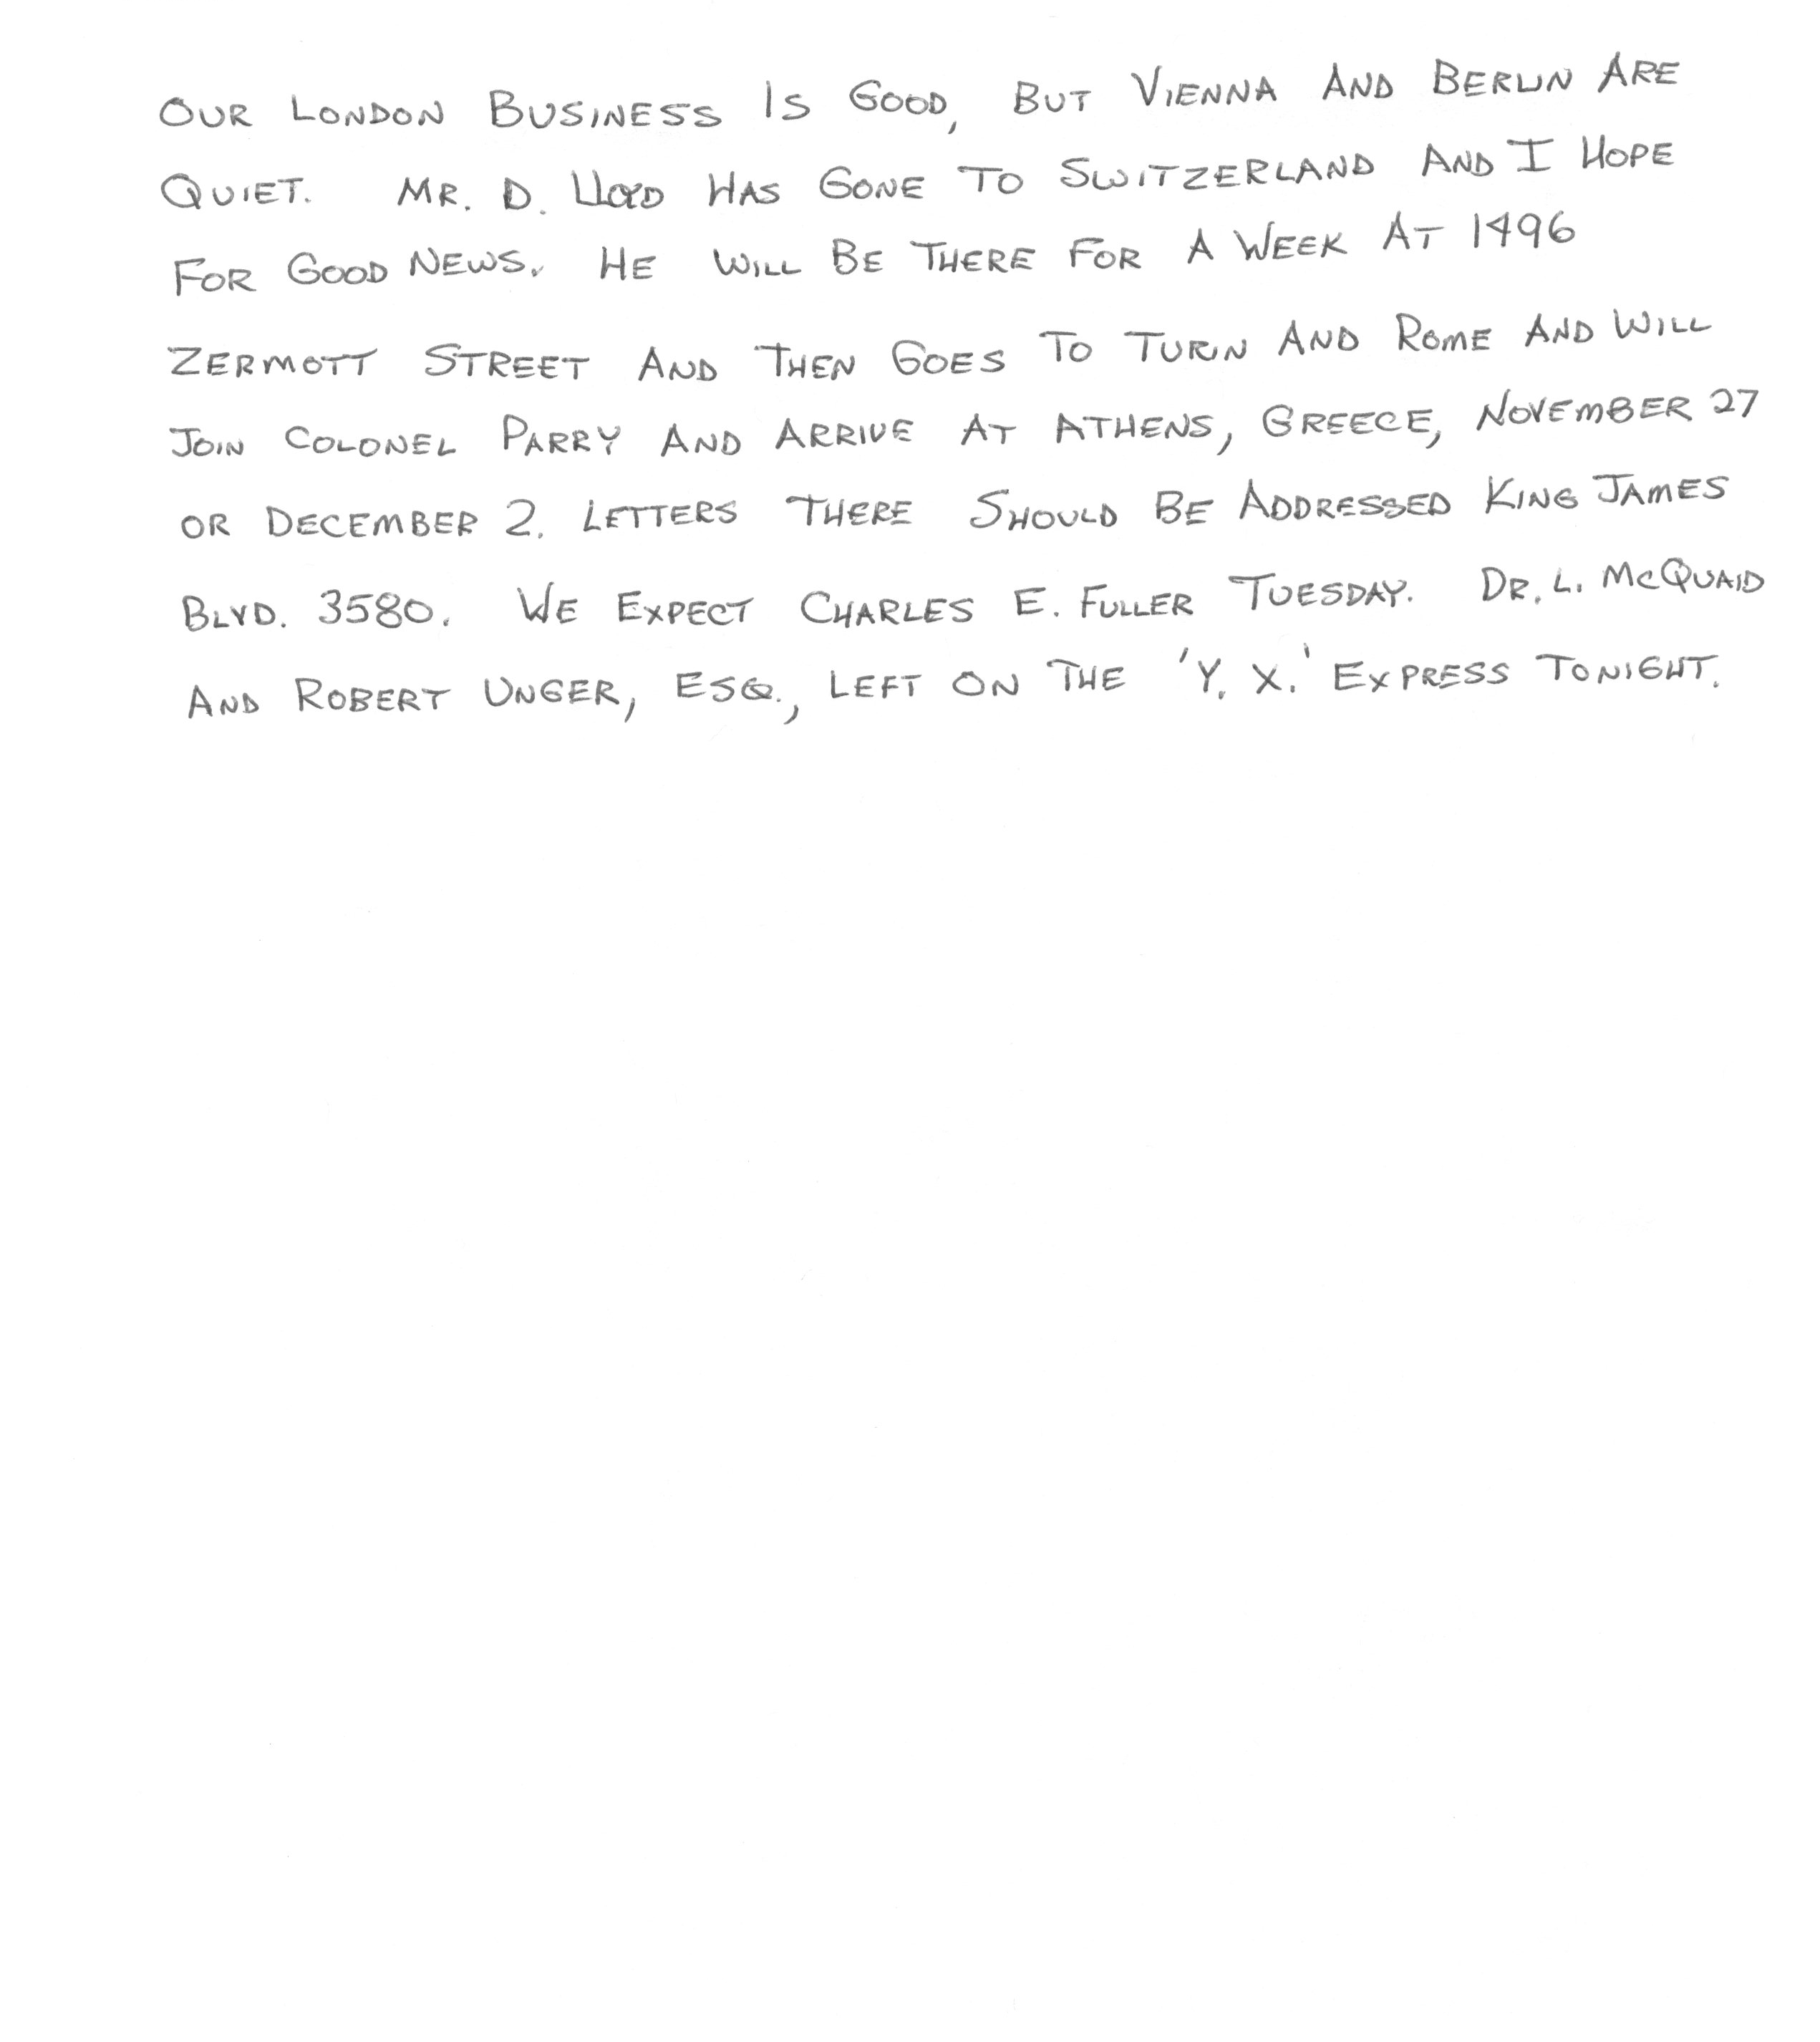 Our London Business Is Good, But Vienna And Berlin Are
Quiet. Mr. D. Lloyd Has Gone To Switzerland And I Hope
For Good News. He Will Be There For A Week At 1496
Zermott Street And Then Goes To Turin And Rome And Will
Join Colonel Parry And Arrive At Athens, Greece, November 27
or December 2. Letters There Should Be Addressed King James
Blvd. 3580. We Expect Charles E. Fuller Tuesday. Dr. L. McQuaid
And Robert Unger, Esq., Left On The 'Y. X.' Express Tonight.